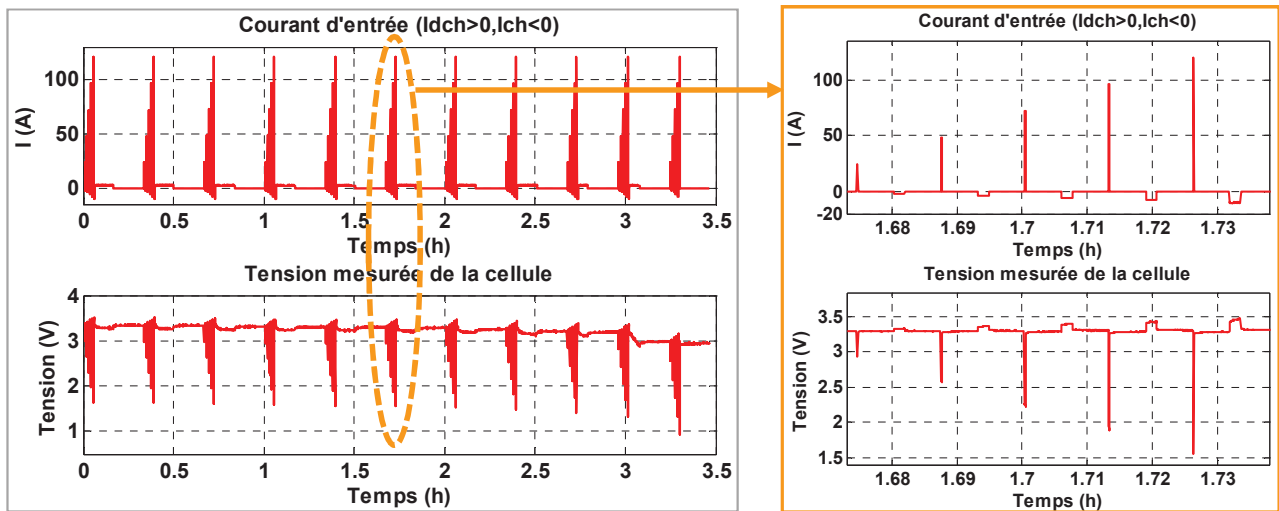 Courant d'entrée (Idch>0,Ich<0)
I (A)
100
50
0
0 0.5 1 1.5 2 2.5 3 3.5
Temps (h)
Tension mesurée de la cellule
Tension (V)
4
3
2
1
0 0.5 1 1.5 2 2.5 3 3.5
Temps (h)
Courant d'entrée (Idch>0,Ich<0)
I (A)
100
50
0
-20
1.68 1.69 1.7 1.71 1.72 1.73
Temps (h)
Tension mesurée de la cellule
Tension (V)
3.5
3
2.5
2
1.5
1.68 1.69 1.7 1.71 1.72 1.73
Temps (h)